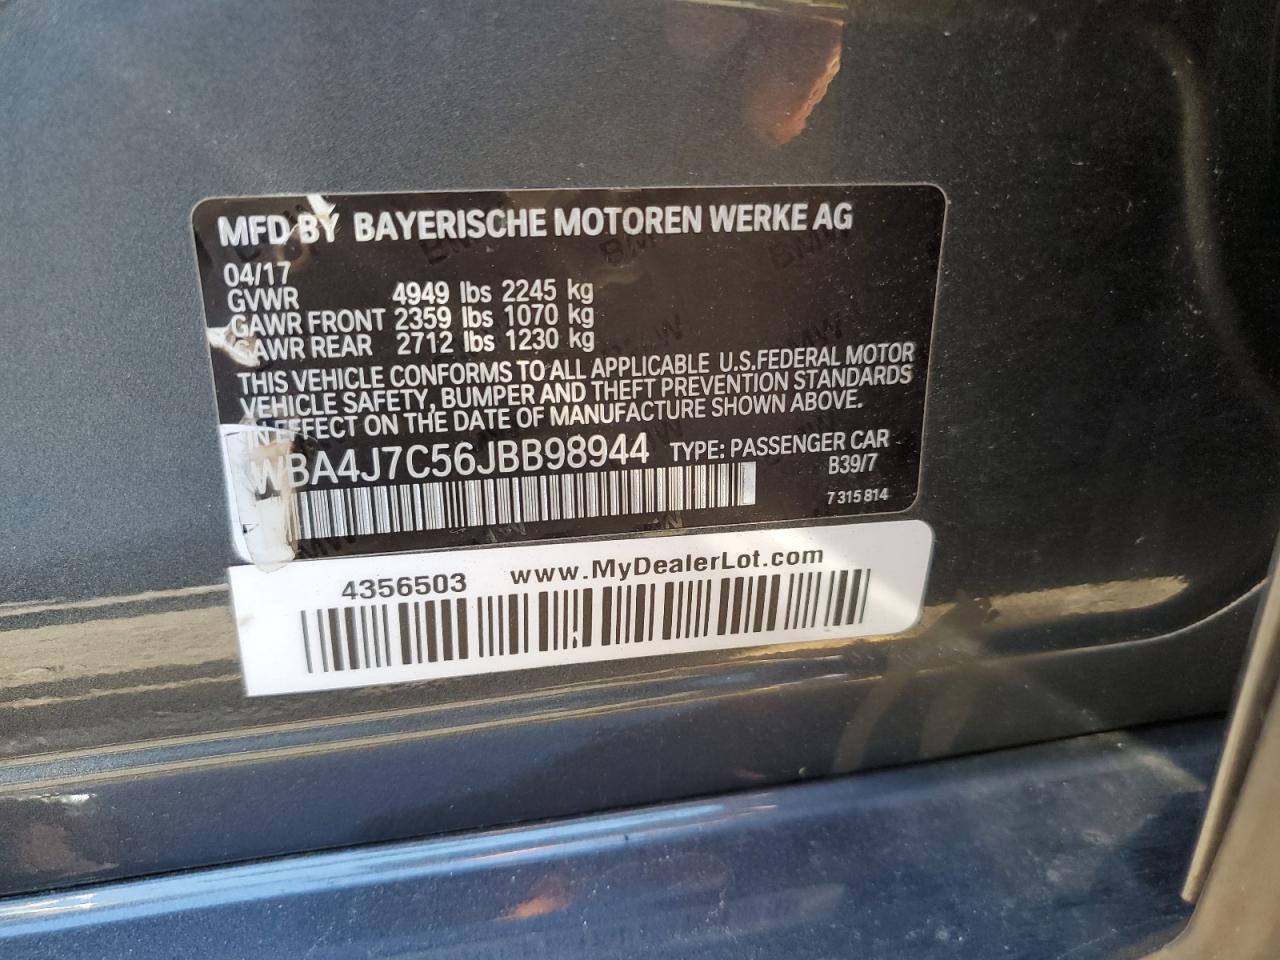 MFD BY BAYERISCHE MOTOREN WERKE AG
04/17
GVWR 4949 lbs 2245 kg
GAWR FRONT 2359 lbs 1070 kg
GAWR REAR 2712 lbs 1230 kg
THIS VEHICLE CONFORMS TO ALL APPLICABLE U.S.FEDERAL MOTOR
VEHICLE SAFETY, BUMPER AND THEFT PREVENTION STANDARDS
IN EFFECT ON THE DATE OF MANUFACTURE SHOWN ABOVE.
WBA4J7C56JBB98944 TYPE: PASSENGER CAR
B39/7
7 315 814
4356503 www.MyDealerLot.com